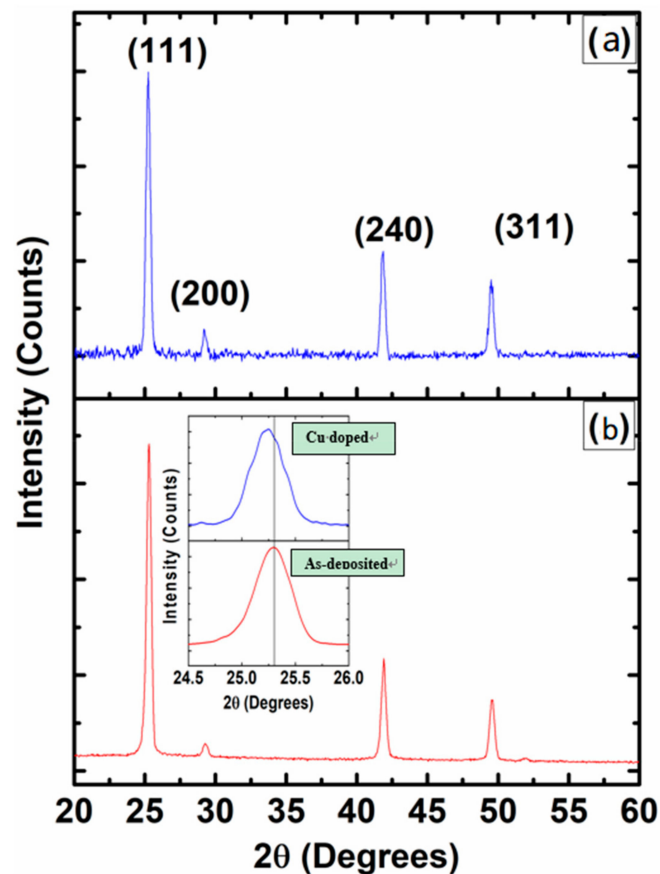 (a)
(111)
(200)
(240)
(311)
Intensity (Counts)
(b)
Cu·doped↵
As-deposited↵
Intensity (Counts)
24.5 25.0 25.5 26.0
2θ (Degrees)
20 25 30 35 40 45 50 55 60
2θ (Degrees)